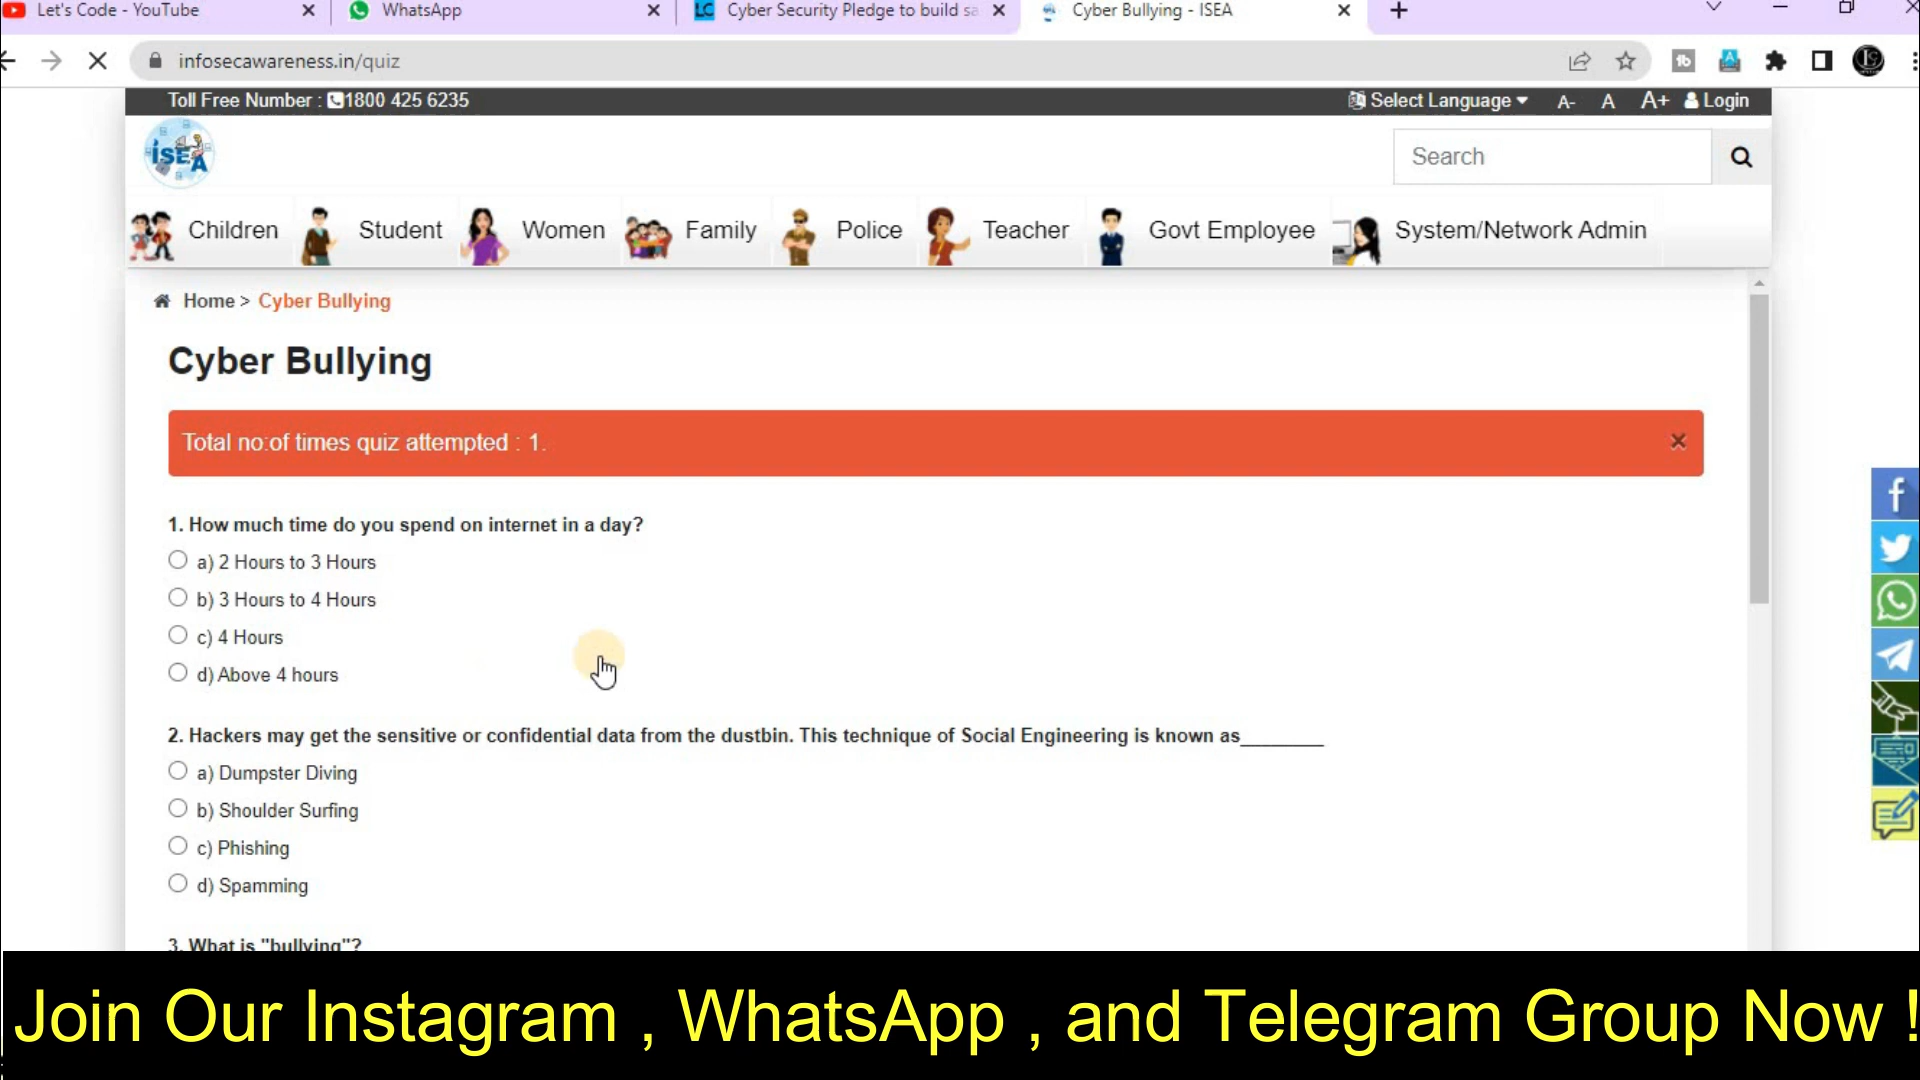 Let's Code - YouTube
WhatsApp
LC Cyber Security Pledge to build sa
Cyber Bullying - ISEA
infosecawareness.in/quiz
Toll Free Number : 1800 425 6235
Select Language
A- A A+
Login
ISEA
Search
Children
Student
Women
Family
Police
Teacher
Govt Employee
System/Network Admin
Home > Cyber Bullying
Cyber Bullying
Total no:of times quiz attempted : 1.
1. How much time do you spend on internet in a day?
a) 2 Hours to 3 Hours
b) 3 Hours to 4 Hours
c) 4 Hours
d) Above 4 hours
2. Hackers may get the sensitive or confidential data from the dustbin. This technique of Social Engineering is known as________
a) Dumpster Diving
b) Shoulder Surfing
c) Phishing
d) Spamming
3. What is "bullying"?
Join Our Instagram , WhatsApp , and Telegram Group Now !